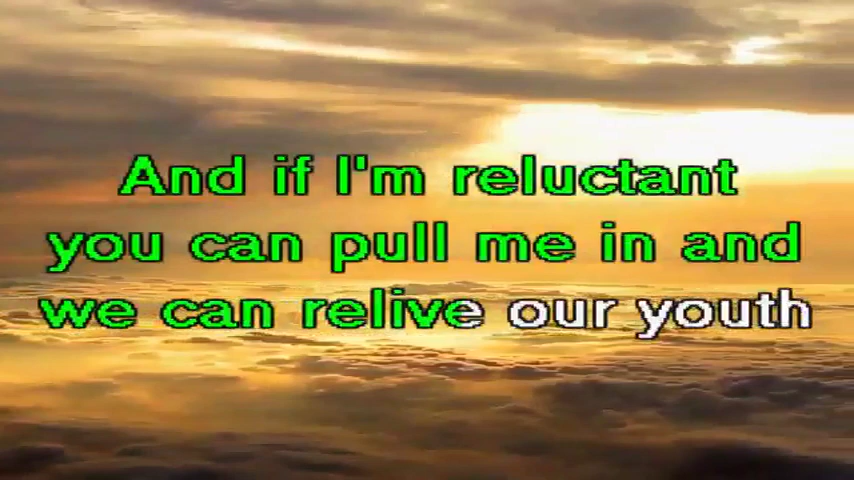 And if I'm reluctant
you can pull me in and
we can relive our youth